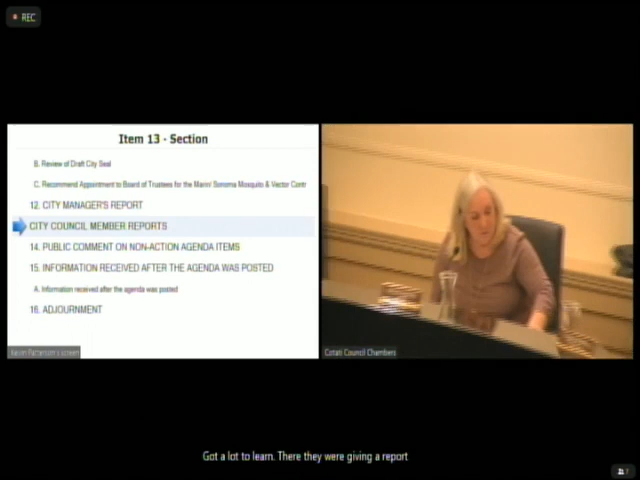 REC
Item 13 - Section
B. Review of Draft City Seal
C. Recommend Appointment to Board of Trustees for the Marin/ Sonoma Mosquito & Vector Contr
12. CITY MANAGER'S REPORT
CITY COUNCIL MEMBER REPORTS
14. PUBLIC COMMENT ON NON-ACTION AGENDA ITEMS
15. INFORMATION RECEIVED AFTER THE AGENDA WAS POSTED
A. Information received after the agenda was posted
16. ADJOURNMENT
Kevin Patterson's screen
Cotati Council Chambers
Got a lot to learn. There they were giving a report